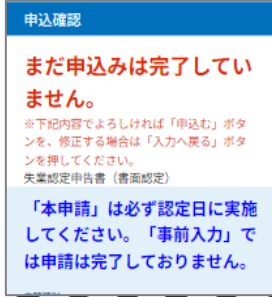 申込確認
まだ申込みは完了してい
ません。
※下記内容でよろしければ「申込む」ボタ
ンを、修正する場合は「入力へ戻る」ボタ
ンを押してください。
失業認定申告書（書面認定）
「本申請」は必ず認定日に実施
してください。「事前入力」で
は申請は完了しておりません。